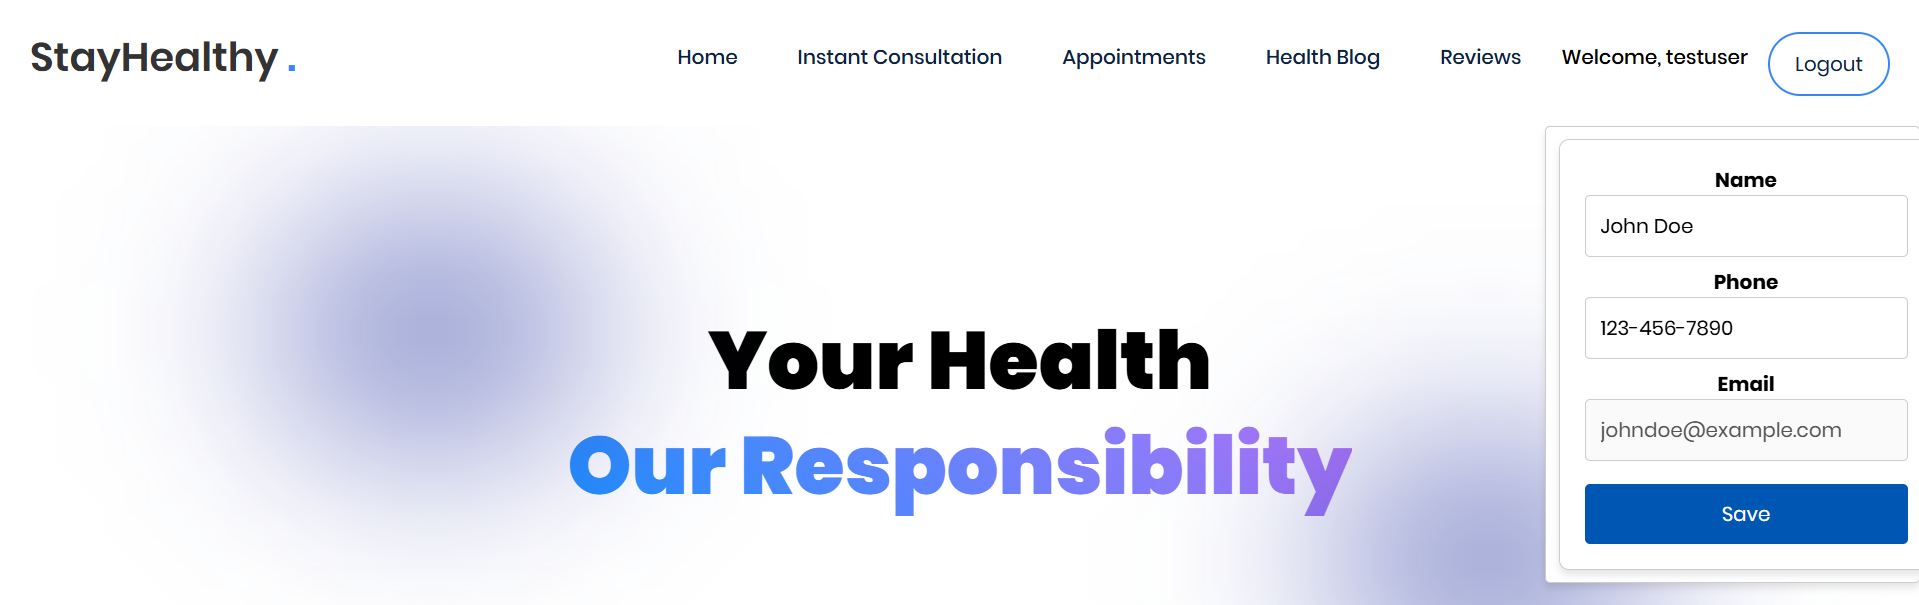 StayHealthy .
Home Instant Consultation Appointments Health Blog Reviews Welcome, testuser Logout
Name
John Doe
Phone
123-456-7890
Email
johndoe@example.com
Save
Your Health
Our Responsibility